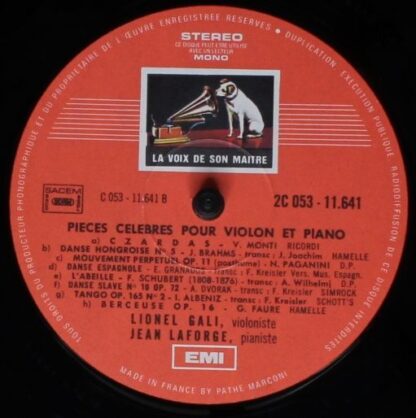 DROITS DU PRODUCTEUR PHONOGRAPHIQUE ET DU PROPRIETAIRE DE L'ŒUVRE ENREGISTREE RESERVES • DUPLICATION EXECUTION PUBLIQUE RADIODIFFUSION DE CE DISQUE INTERDITES
STEREO
CE DISQUE PEUT ETRE UTILISE
AVEC UN LECTEUR
MONO
LA VOIX DE SON MAITRE
SACEM
C 053 - 11.641 B
2C 053 - 11.641
PIECES CELEBRES POUR VIOLON ET PIANO
a) CZARDAS - V. MONTI RICORDI
b) DANSE HONGROISE N° 5 - J. BRAHMS - transc : J. Joachim HAMELLE
c) MOUVEMENT PERPETUEL OP. 11 (posthume) - N. PAGANINI D.P.
d) DANSE ESPAGNOLE - E. GRANADOS - transc : F. Kreisler Vers. Mus. Espagn.
e) L'ABEILLE - F. SCHUBERT (1808-1876) - transc : A. Wilhelmj D.P.
f) DANSE SLAVE N° 10 OP. 72 - A. DVORAK - transc : F. Kreisler SIMROCK
g) TANGO OP. 165 N° 2 - I. ALBENIZ - transc : F. Kreisler SCHOTT'S
h) BERCEUSE OP. 16 - G. FAURE HAMELLE
LIONEL GALI, violoniste
JEAN LAFORGE, pianiste
EMI
MADE IN FRANCE BY PATHE MARCONI